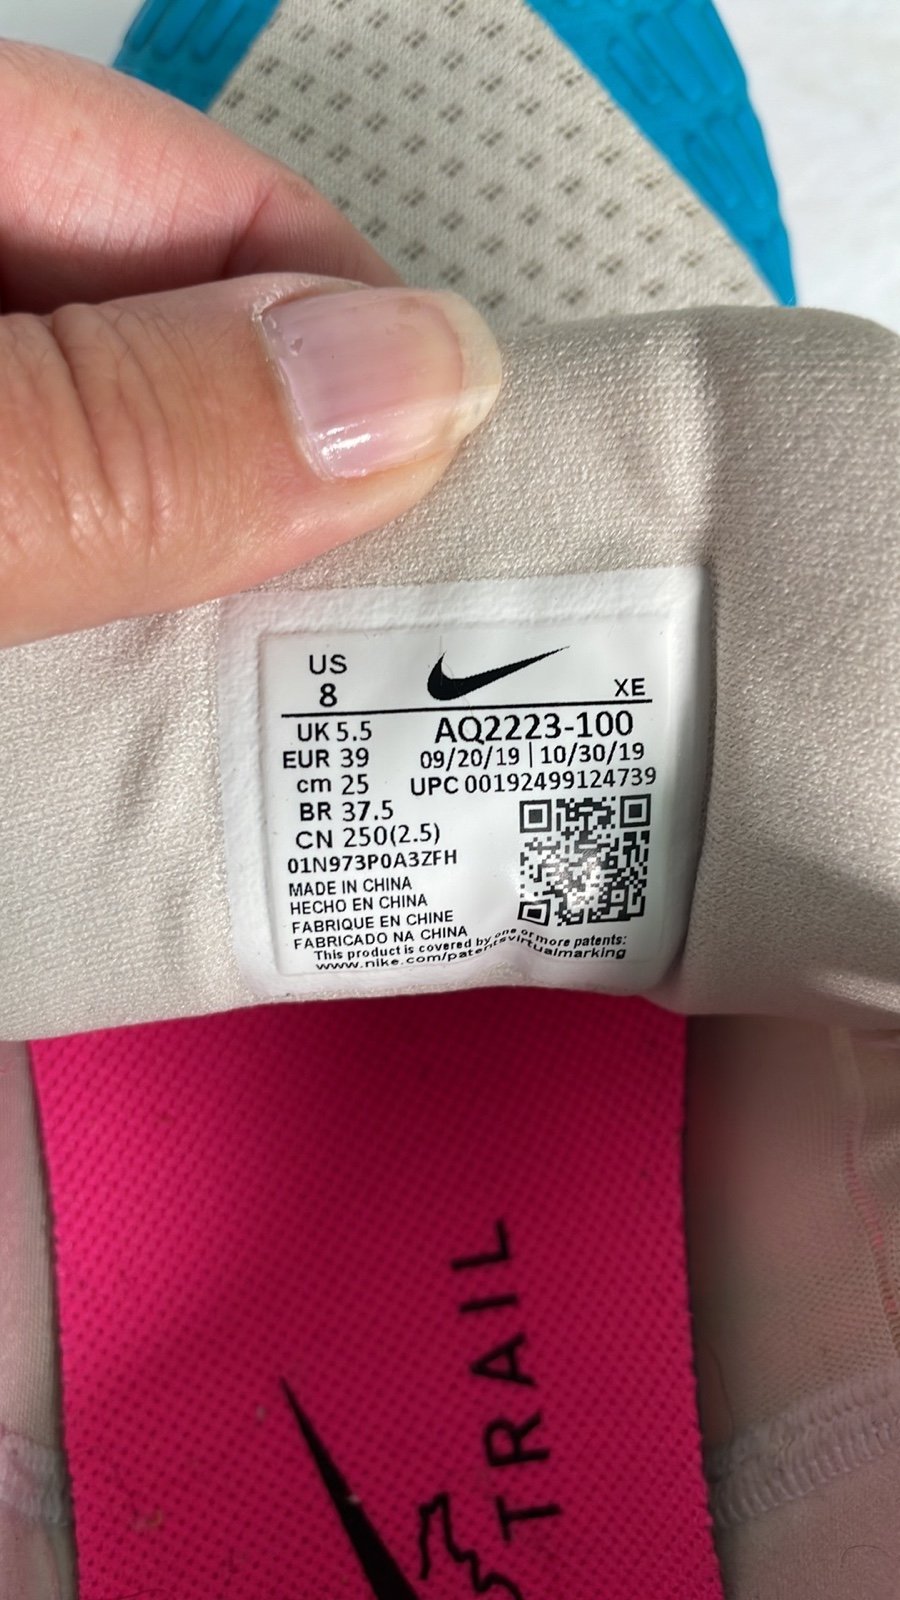 US
8
XE
UK 5.5
AQ2223-100
EUR 39
09/20/19 | 10/30/19
cm 25
UPC 00192499124739
BR 37.5
CN 250(2.5)
01N973P0A3ZFH
MADE IN CHINA
HECHO EN CHINA
FABRIQUE EN CHINE
FABRICADO NA CHINA
This product is covered by one or more patents:
www.nike.com/patentsvirtualmarking
TRAIL